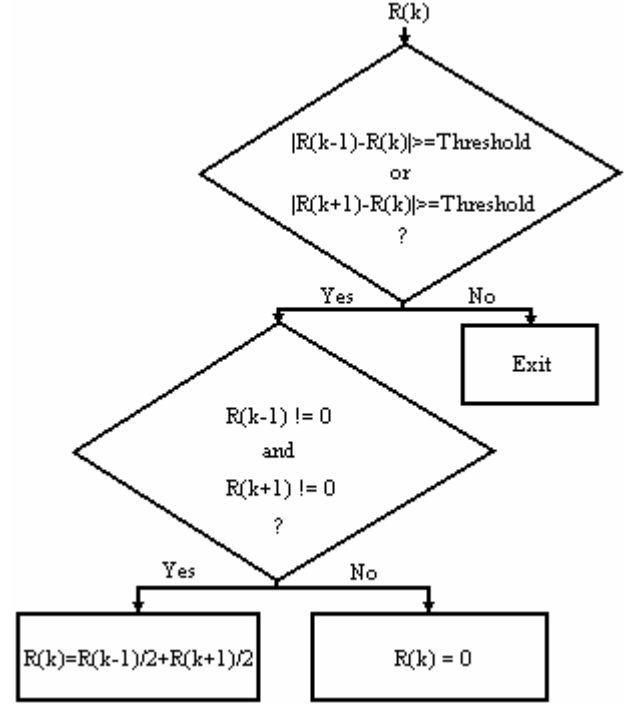 R(k)
|R(k-1)-R(k)|>=Threshold
or
|R(k+1)-R(k)|>=Threshold
?
Yes
No
Exit
R(k-1) != 0
and
R(k+1) != 0
?
Yes
No
R(k)=R(k-1)/2+R(k+1)/2
R(k) = 0